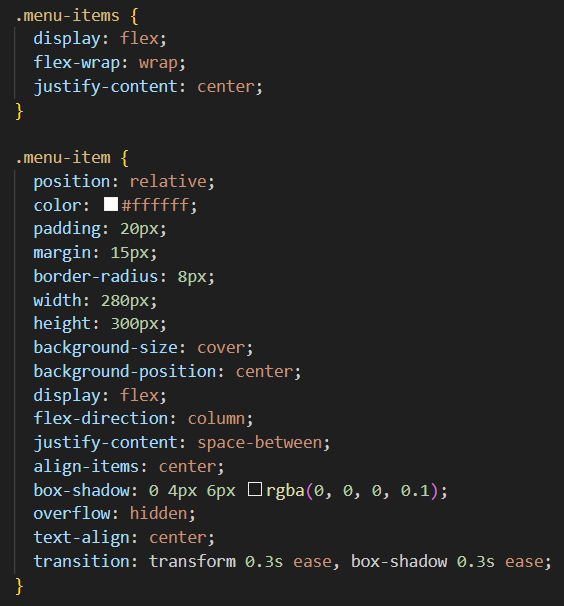 .menu-items {
  display: flex;
  flex-wrap: wrap;
  justify-content: center;
}

.menu-item {
  position: relative;
  color: #ffffff;
  padding: 20px;
  margin: 15px;
  border-radius: 8px;
  width: 280px;
  height: 300px;
  background-size: cover;
  background-position: center;
  display: flex;
  flex-direction: column;
  justify-content: space-between;
  align-items: center;
  box-shadow: 0 4px 6px rgba(0, 0, 0, 0.1);
  overflow: hidden;
  text-align: center;
  transition: transform 0.3s ease, box-shadow 0.3s ease;
}